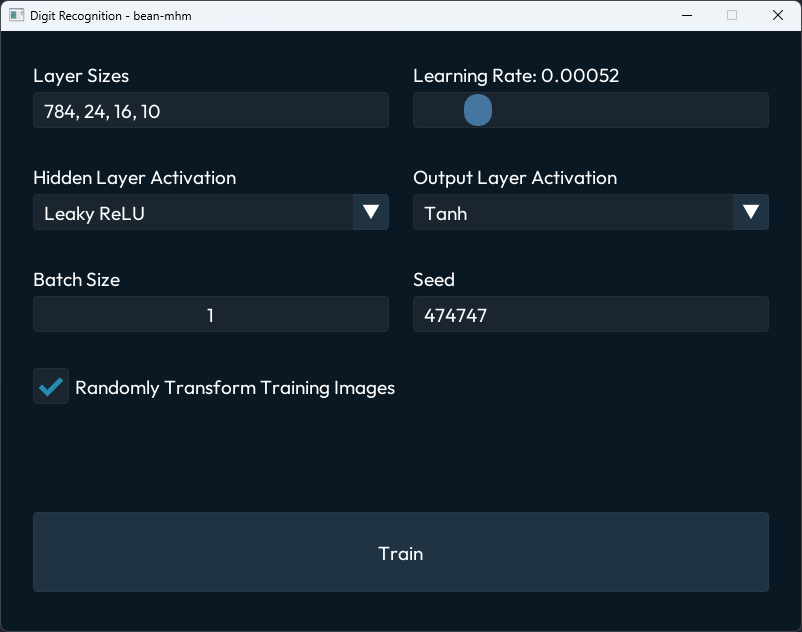 Digit Recognition - bean-mhm
Layer Sizes
784, 24, 16, 10
Learning Rate: 0.00052
Hidden Layer Activation
Leaky ReLU
Output Layer Activation
Tanh
Batch Size
1
Seed
474747
Randomly Transform Training Images
Train